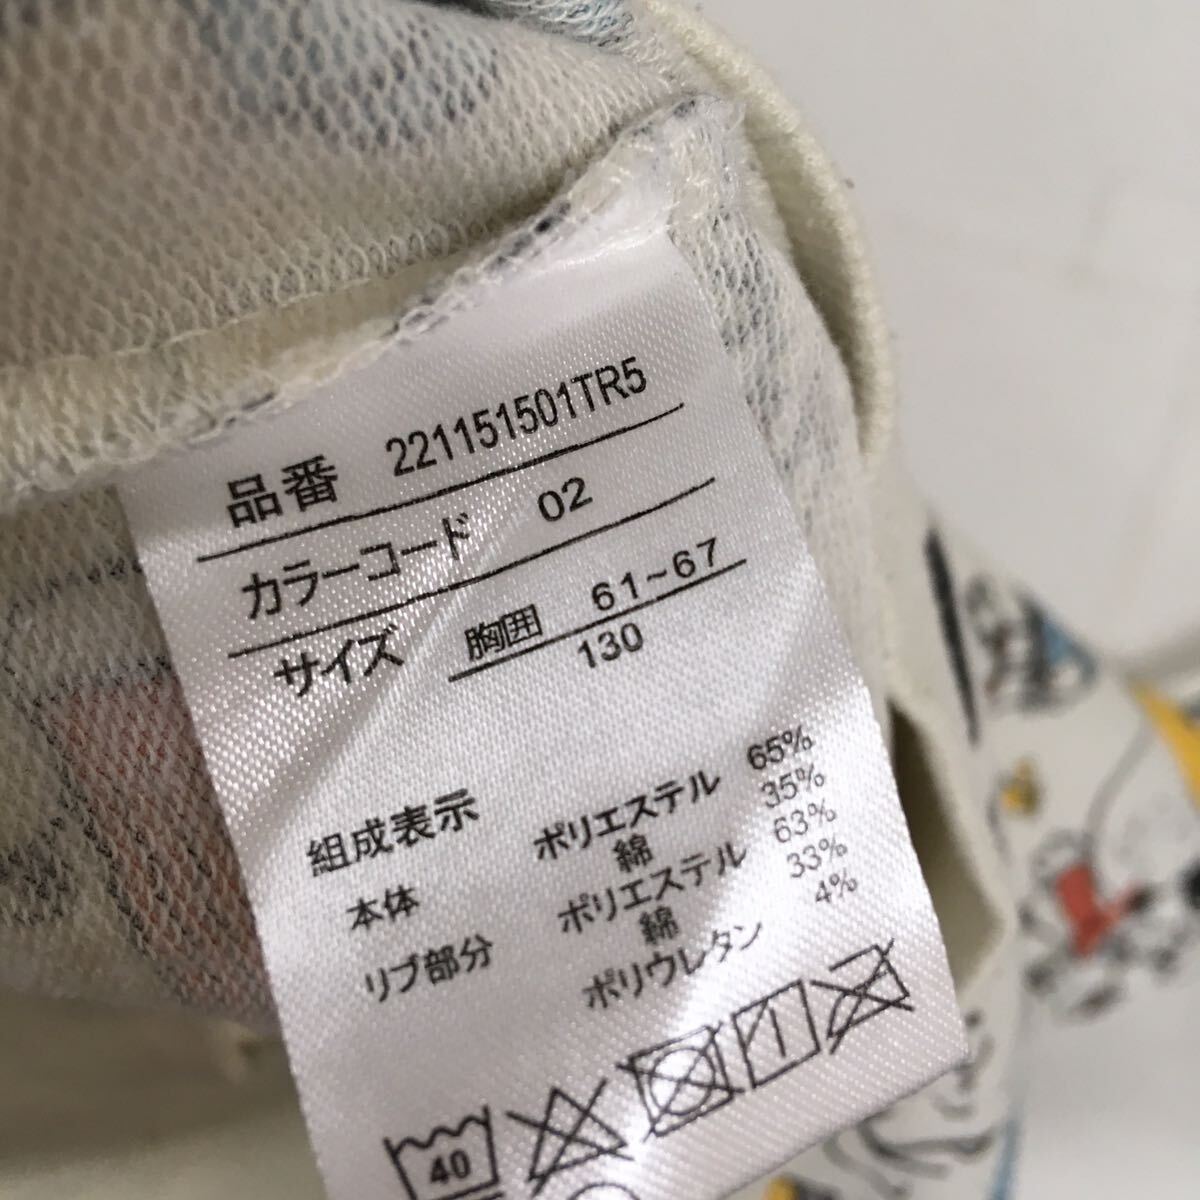 品番 221151501TR5
カラーコード 02
サイズ 胸囲 61~67
130
組成表示
本体 ポリエステル 65%
綿 35%
リブ部分 ポリエステル 63%
綿 33%
ポリウレタン 4%
40